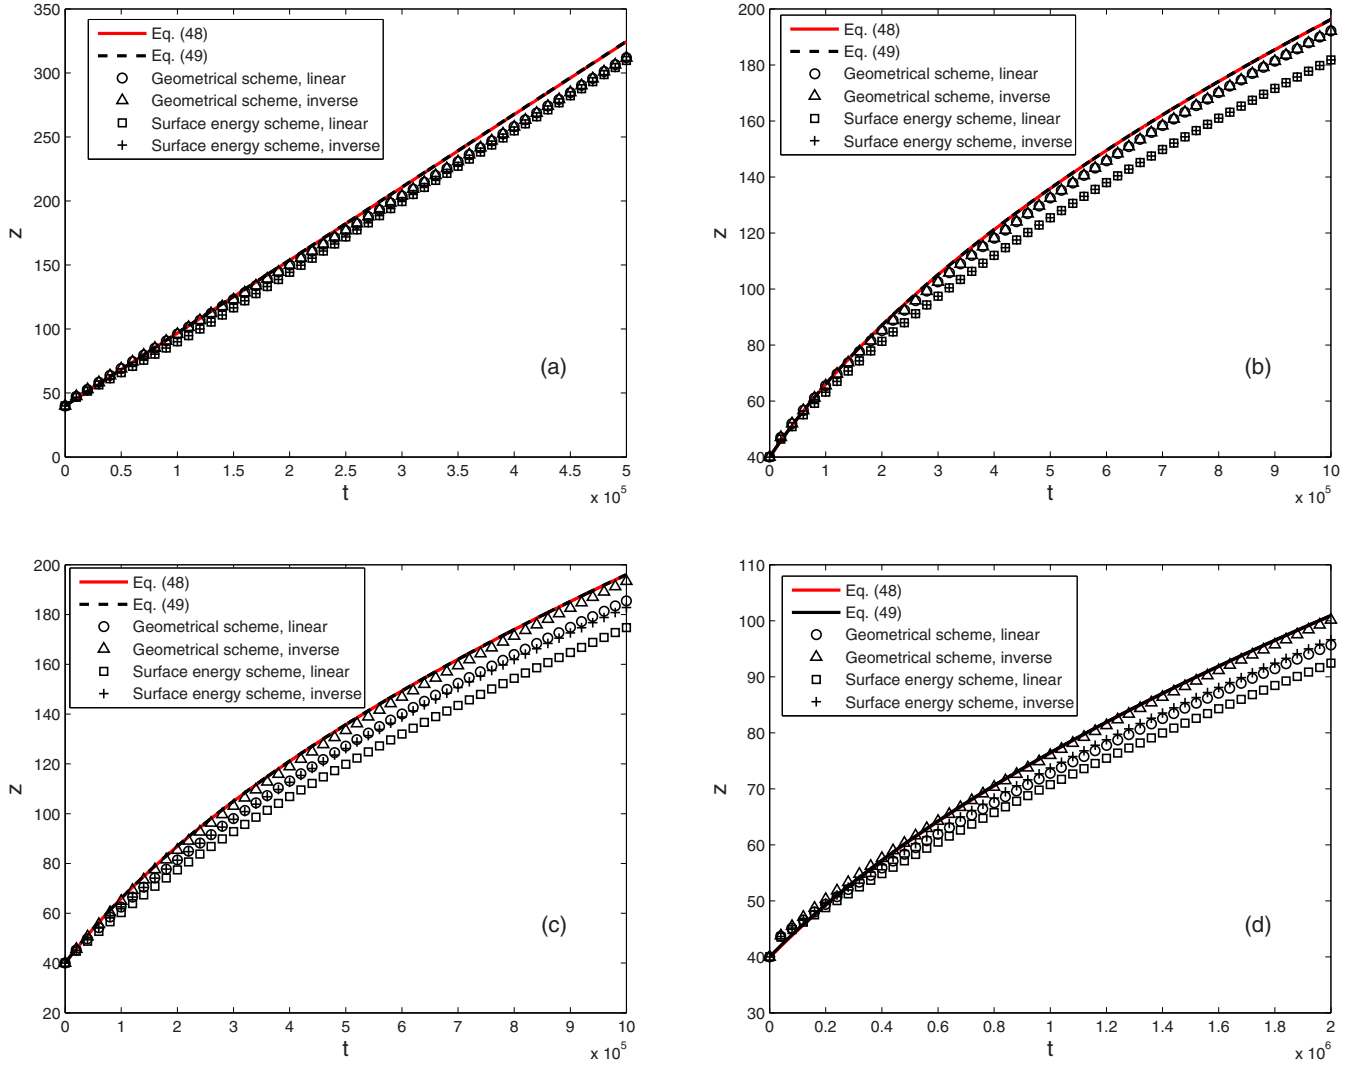 350
300
250
200
150
100
50
0
z
Eq. (48)
Eq. (49)
Geometrical scheme, linear
Geometrical scheme, inverse
Surface energy scheme, linear
Surface energy scheme, inverse
(a)
0 0.5 1 1.5 2 2.5 3 3.5 4 4.5 5
t
x 10^5
200
180
160
140
120
100
80
60
40
z
Eq. (48)
Eq. (49)
Geometrical scheme, linear
Geometrical scheme, inverse
Surface energy scheme, linear
Surface energy scheme, inverse
(b)
0 1 2 3 4 5 6 7 8 9 10
t
x 10^5
200
180
160
140
120
100
80
60
40
20
z
Eq. (48)
Eq. (49)
Geometrical scheme, linear
Geometrical scheme, inverse
Surface energy scheme, linear
Surface energy scheme, inverse
(c)
0 1 2 3 4 5 6 7 8 9 10
t
x 10^5
110
100
90
80
70
60
50
40
30
z
Eq. (48)
Eq. (49)
Geometrical scheme, linear
Geometrical scheme, inverse
Surface energy scheme, linear
Surface energy scheme, inverse
(d)
0 0.2 0.4 0.6 0.8 1 1.2 1.4 1.6 1.8 2
t
x 10^6